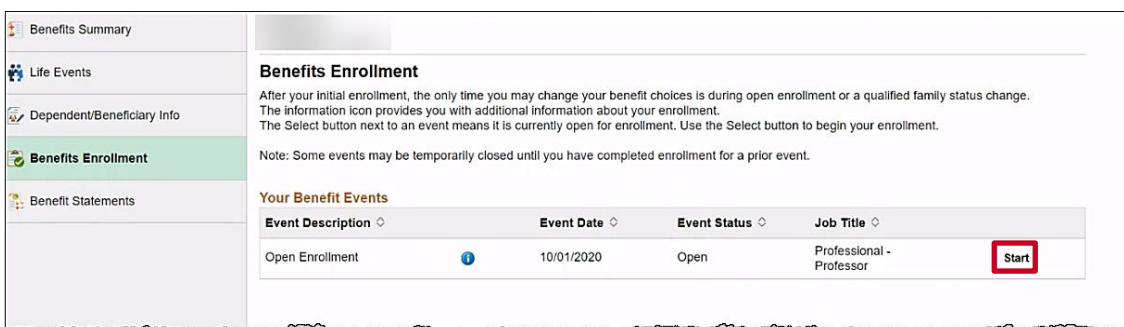 Benefits Summary
Life Events
Dependent/Beneficiary Info
Benefits Enrollment
Benefit Statements
Benefits Enrollment
After your initial enrollment, the only time you may change your benefit choices is during open enrollment or a qualified family status change.
The information icon provides you with additional information about your enrollment.
The Select button next to an event means it is currently open for enrollment. Use the Select button to begin your enrollment.
Note: Some events may be temporarily closed until you have completed enrollment for a prior event.
Your Benefit Events
Event Description Event Date Event Status Job Title
Open Enrollment 10/01/2020 Open Professional -
Professor Start